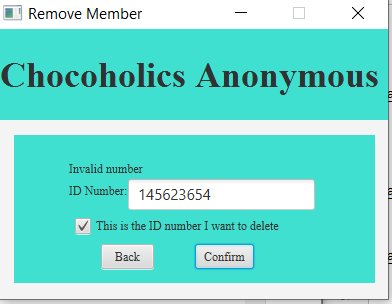 Remove Member
Chocoholics Anonymous
Invalid number
ID Number: 145623654
This is the ID number I want to delete
Back Confirm